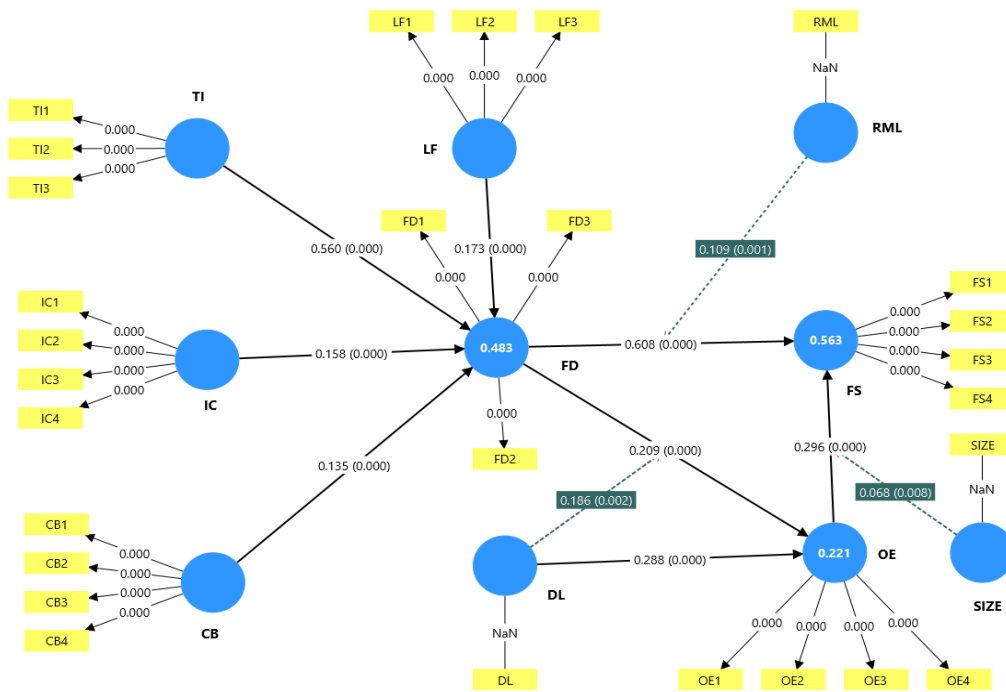 LF1 LF2 LF3 RML
0.000 0.000 0.000 NaN
TI
TI1
0.000
TI2
0.000
TI3
0.000
LF
RML
FD1 FD3
0.560 (0.000)
0.173 (0.000)
0.109 (0.001)
0.000 0.000
IC1
0.000
IC2
0.000
IC3
0.000
IC4
0.000
IC
0.158 (0.000)
0.483
FD
0.608 (0.000)
0.563
FS
FS1
0.000
FS2
0.000
FS3
0.000
FS4
0.000
0.000
FD2
0.135 (0.000)
0.209 (0.000)
0.296 (0.000)
SIZE
NaN
0.186 (0.002)
0.068 (0.008)
CB1
0.000
CB2
0.000
CB3
0.000
CB4
0.000
CB
DL
0.288 (0.000)
0.221
OE
SIZE
NaN
DL
0.000 0.000 0.000 0.000
OE1 OE2 OE3 OE4